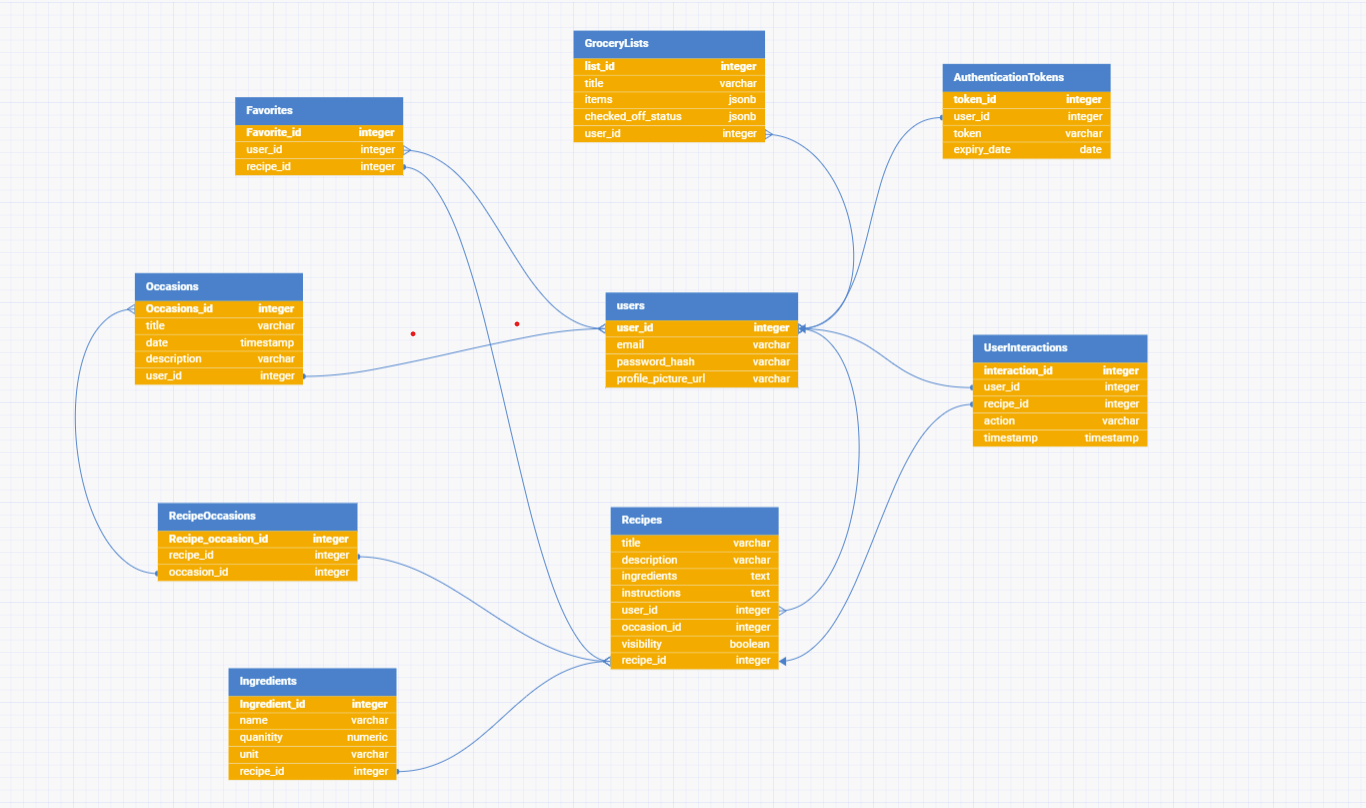 GroceryLists
list_id integer
title varchar
items jsonb
checked_off_status jsonb
user_id integer
AuthenticationTokens
token_id integer
user_id integer
token varchar
expiry_date date
Favorites
Favorite_id integer
user_id integer
recipe_id integer
Occasions
Occasions_id integer
title varchar
date timestamp
description varchar
user_id integer
users
user_id integer
email varchar
password_hash varchar
profile_picture_url varchar
UserInteractions
interaction_id integer
user_id integer
recipe_id integer
action varchar
timestamp timestamp
RecipeOccasions
Recipe_occasion_id integer
recipe_id integer
occasion_id integer
Recipes
title varchar
description varchar
ingredients text
instructions text
user_id integer
occasion_id integer
visibility boolean
recipe_id integer
Ingredients
Ingredient_id integer
name varchar
quanitity numeric
unit varchar
recipe_id integer